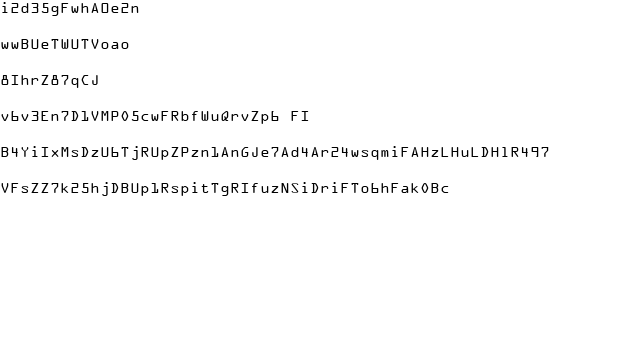 i2d35gFwhAOe2n
wwBUeTWUTVoao
8IhrZ87qCJ
v6v3En7D1VMP05cwFRbfWuQrvZp6 FI
B4YiIxMsDzU6TjRUpZPzn1AnGJe7Ad4Ar24wsqmiFAHzLHuLDH1R497
VFsZZ7k25hjDBUp1RspitTgRIfuzNSiDriFTo6hFak0Bc